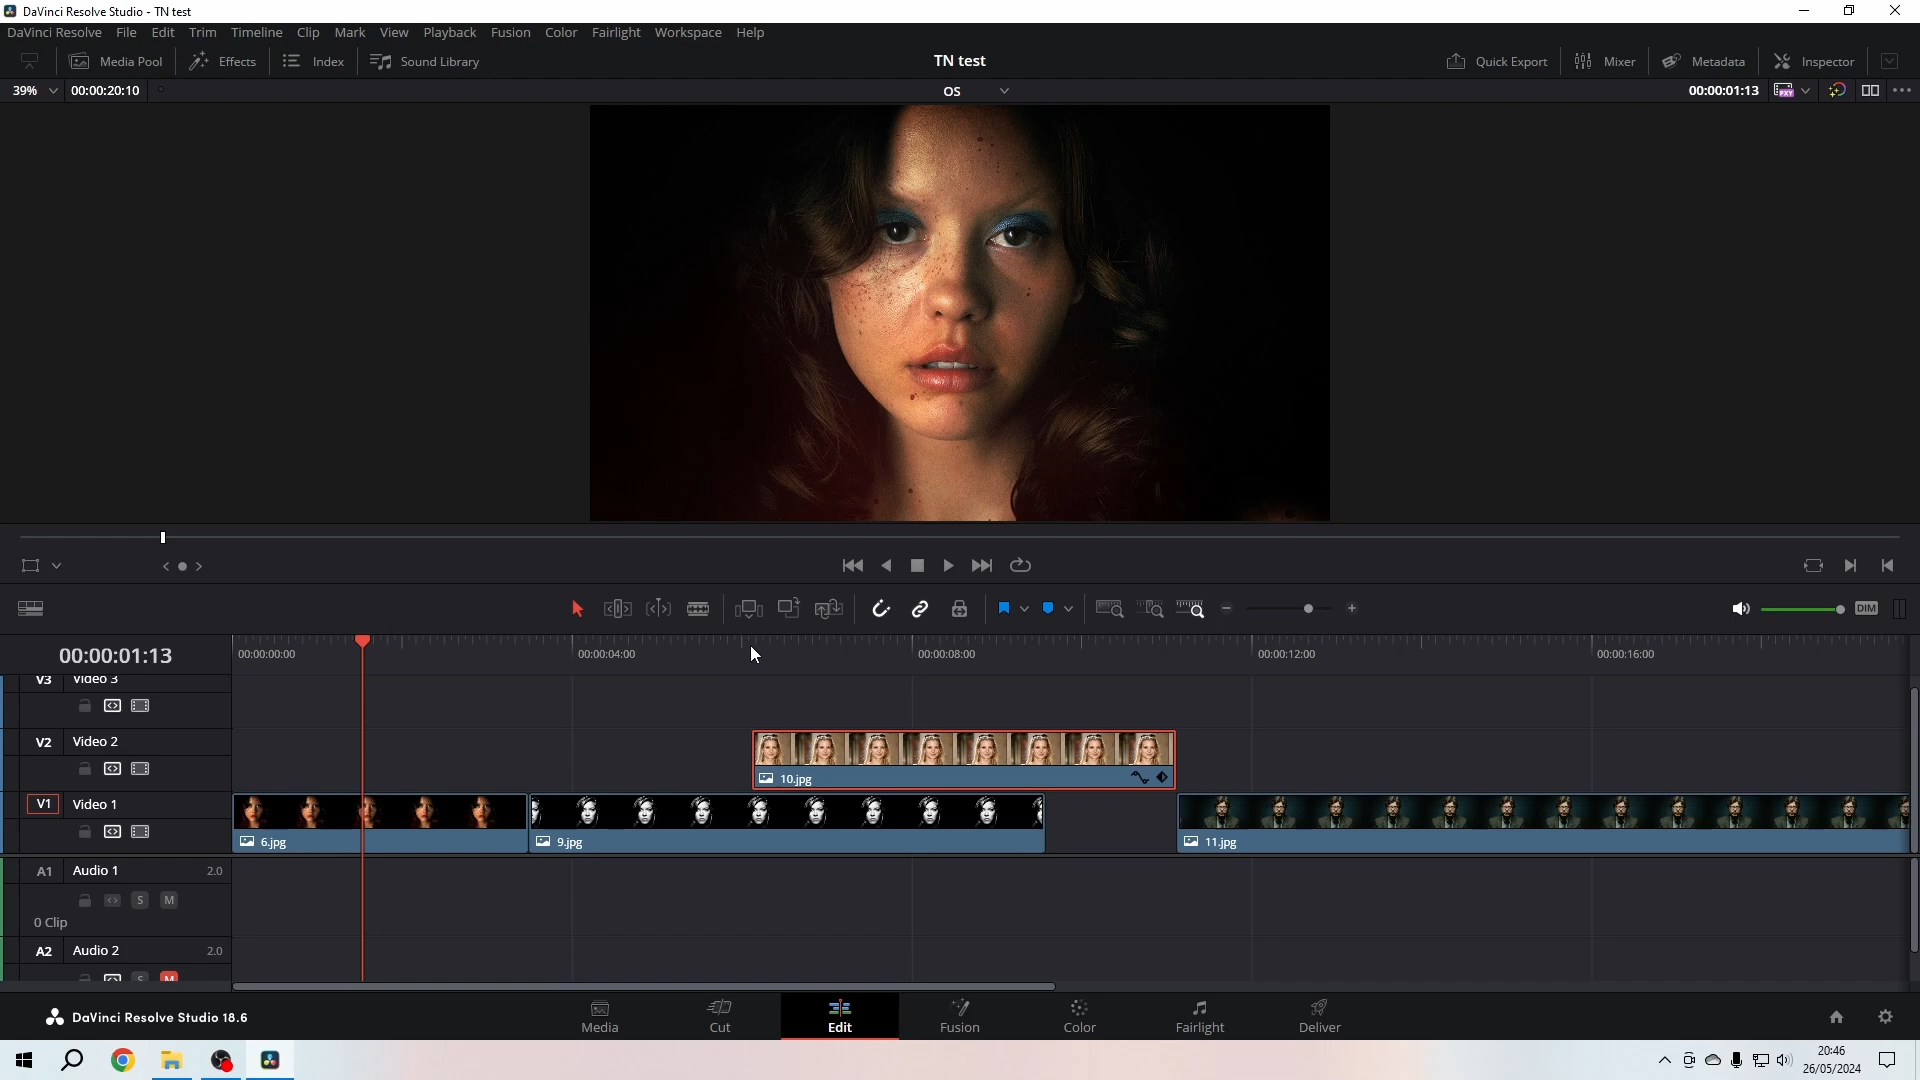 DaVinci Resolve Studio - TN test
DaVinci Resolve File Edit Trim Timeline Clip Mark View Playback Fusion Color Fairlight Workspace Help
Media Pool Effects Index Sound Library TN test Quick Export Mixer Metadata Inspector
39% 00:00:20:10 OS 00:00:01:13 PXY
DIM
00:00:01:13 00:00:00:00 00:00:04:00 00:00:08:00 00:00:12:00 00:00:16:00
V3 Video 3
V2 Video 2
10.jpg
V1 Video 1
6.jpg 9.jpg 11.jpg
A1 Audio 1 2.0
S M
0 Clip
A2 Audio 2 2.0
S M
DaVinci Resolve Studio 18.6 Media Cut Edit Fusion Color Fairlight Deliver
20:46
26/05/2024